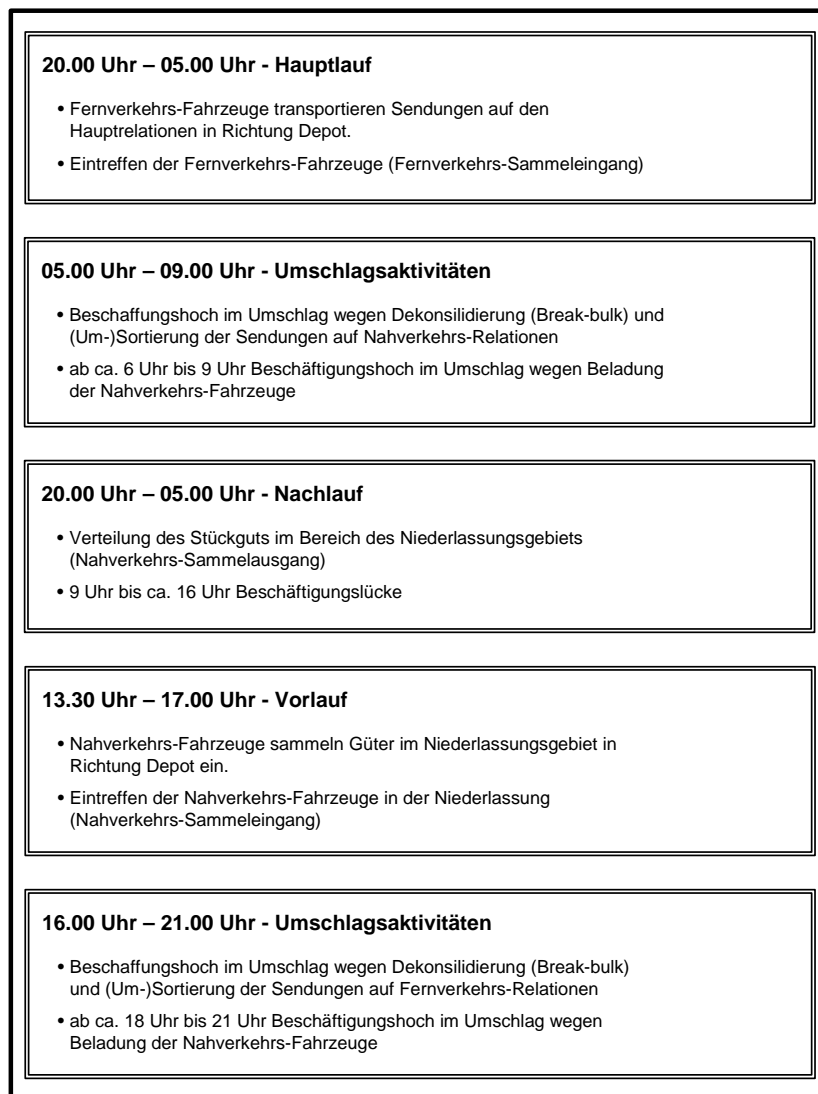 20.00 Uhr – 05.00 Uhr - Hauptlauf
• Fernverkehrs-Fahrzeuge transportieren Sendungen auf den
Hauptrelationen in Richtung Depot.
• Eintreffen der Fernverkehrs-Fahrzeuge (Fernverkehrs-Sammeleingang)
05.00 Uhr – 09.00 Uhr - Umschlagsaktivitäten
• Beschaffungshoch im Umschlag wegen Dekonsilidierung (Break-bulk) und
(Um-)Sortierung der Sendungen auf Nahverkehrs-Relationen
• ab ca. 6 Uhr bis 9 Uhr Beschäftigungshoch im Umschlag wegen Beladung
der Nahverkehrs-Fahrzeuge
20.00 Uhr – 05.00 Uhr - Nachlauf
• Verteilung des Stückguts im Bereich des Niederlassungsgebiets
(Nahverkehrs-Sammelausgang)
• 9 Uhr bis ca. 16 Uhr Beschäftigungslücke
13.30 Uhr – 17.00 Uhr - Vorlauf
• Nahverkehrs-Fahrzeuge sammeln Güter im Niederlassungsgebiet in
Richtung Depot ein.
• Eintreffen der Nahverkehrs-Fahrzeuge in der Niederlassung
(Nahverkehrs-Sammeleingang)
16.00 Uhr – 21.00 Uhr - Umschlagsaktivitäten
• Beschaffungshoch im Umschlag wegen Dekonsilidierung (Break-bulk)
und (Um-)Sortierung der Sendungen auf Fernverkehrs-Relationen
• ab ca. 18 Uhr bis 21 Uhr Beschäftigungshoch im Umschlag wegen
Beladung der Nahverkehrs-Fahrzeuge